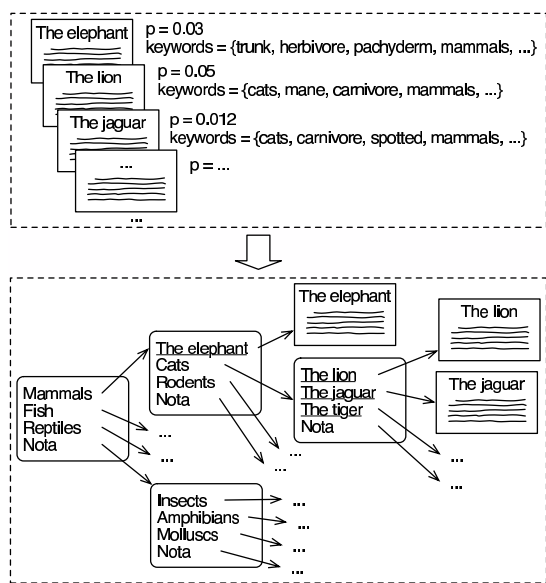 The elephant
p = 0.03
keywords = {trunk, herbivore, pachyderm, mammals, ...}
The lion
p = 0.05
keywords = {cats, mane, carnivore, mammals, ...}
The jaguar
p = 0.012
keywords = {cats, carnivore, spotted, mammals, ...}
...
p = ...
...
The elephant
The lion
The elephant
Cats
Rodents
Nota
The lion
The jaguar
The tiger
Nota
The jaguar
Mammals
Fish
Reptiles
Nota
...
...
...
...
...
...
Insects
Amphibians
Molluscs
Nota
...
...
...
...